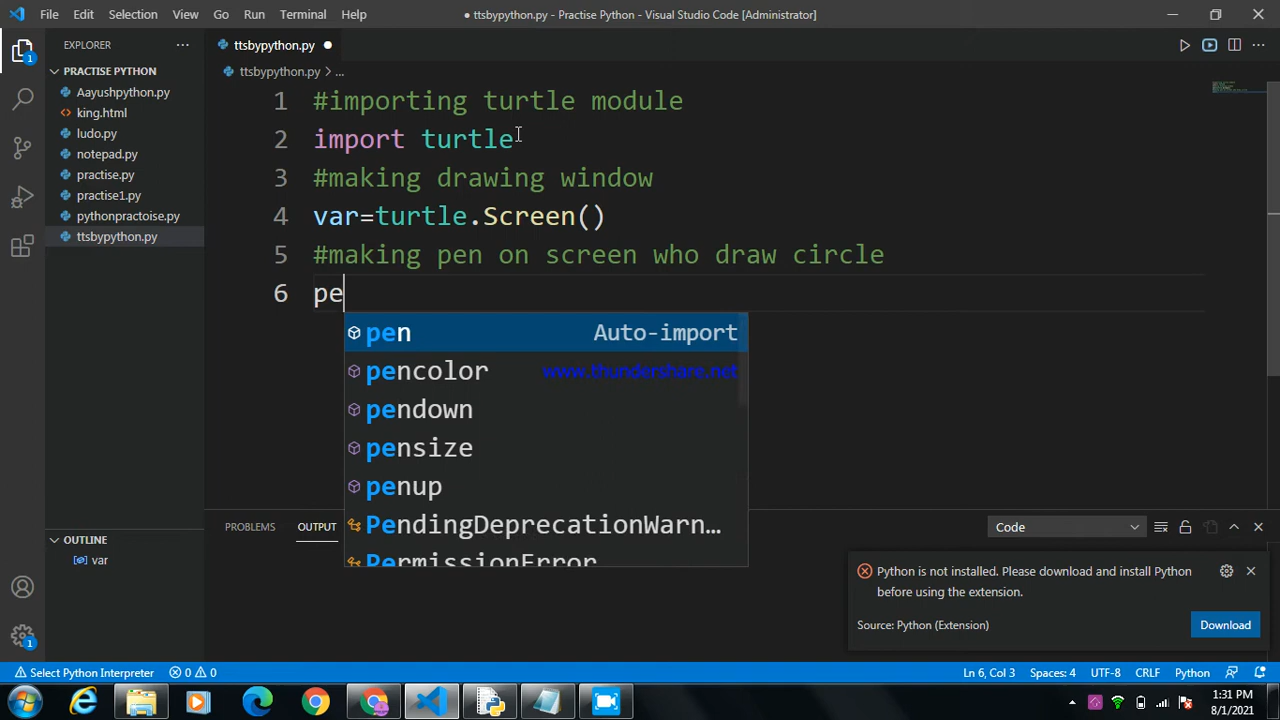 File Edit Selection View Go Run Terminal Help
● ttsbypython.py - Practise Python - Visual Studio Code [Administrator]
EXPLORER
ttsbypython.py
PRACTISE PYTHON
ttsbypython.py > ...
Aayushpython.py
king.html
ludo.py
notepad.py
practise.py
practise1.py
pythonpractoise.py
ttsbypython.py
1 #importing turtle module
2 import turtle
3 #making drawing window
4 var=turtle.Screen()
5 #making pen on screen who draw circle
6 pe
pen Auto-import
pencolor www.thundershare.net
pendown
pensize
penup
PendingDeprecationWarn...
PermissionError
OUTLINE
var
PROBLEMS OUTPUT
Code
Python is not installed. Please download and install Python
before using the extension.
Source: Python (Extension)
Download
1
1
Select Python Interpreter 0 0
Ln 6, Col 3 Spaces: 4 UTF-8 CRLF Python
1:31 PM
8/1/2021